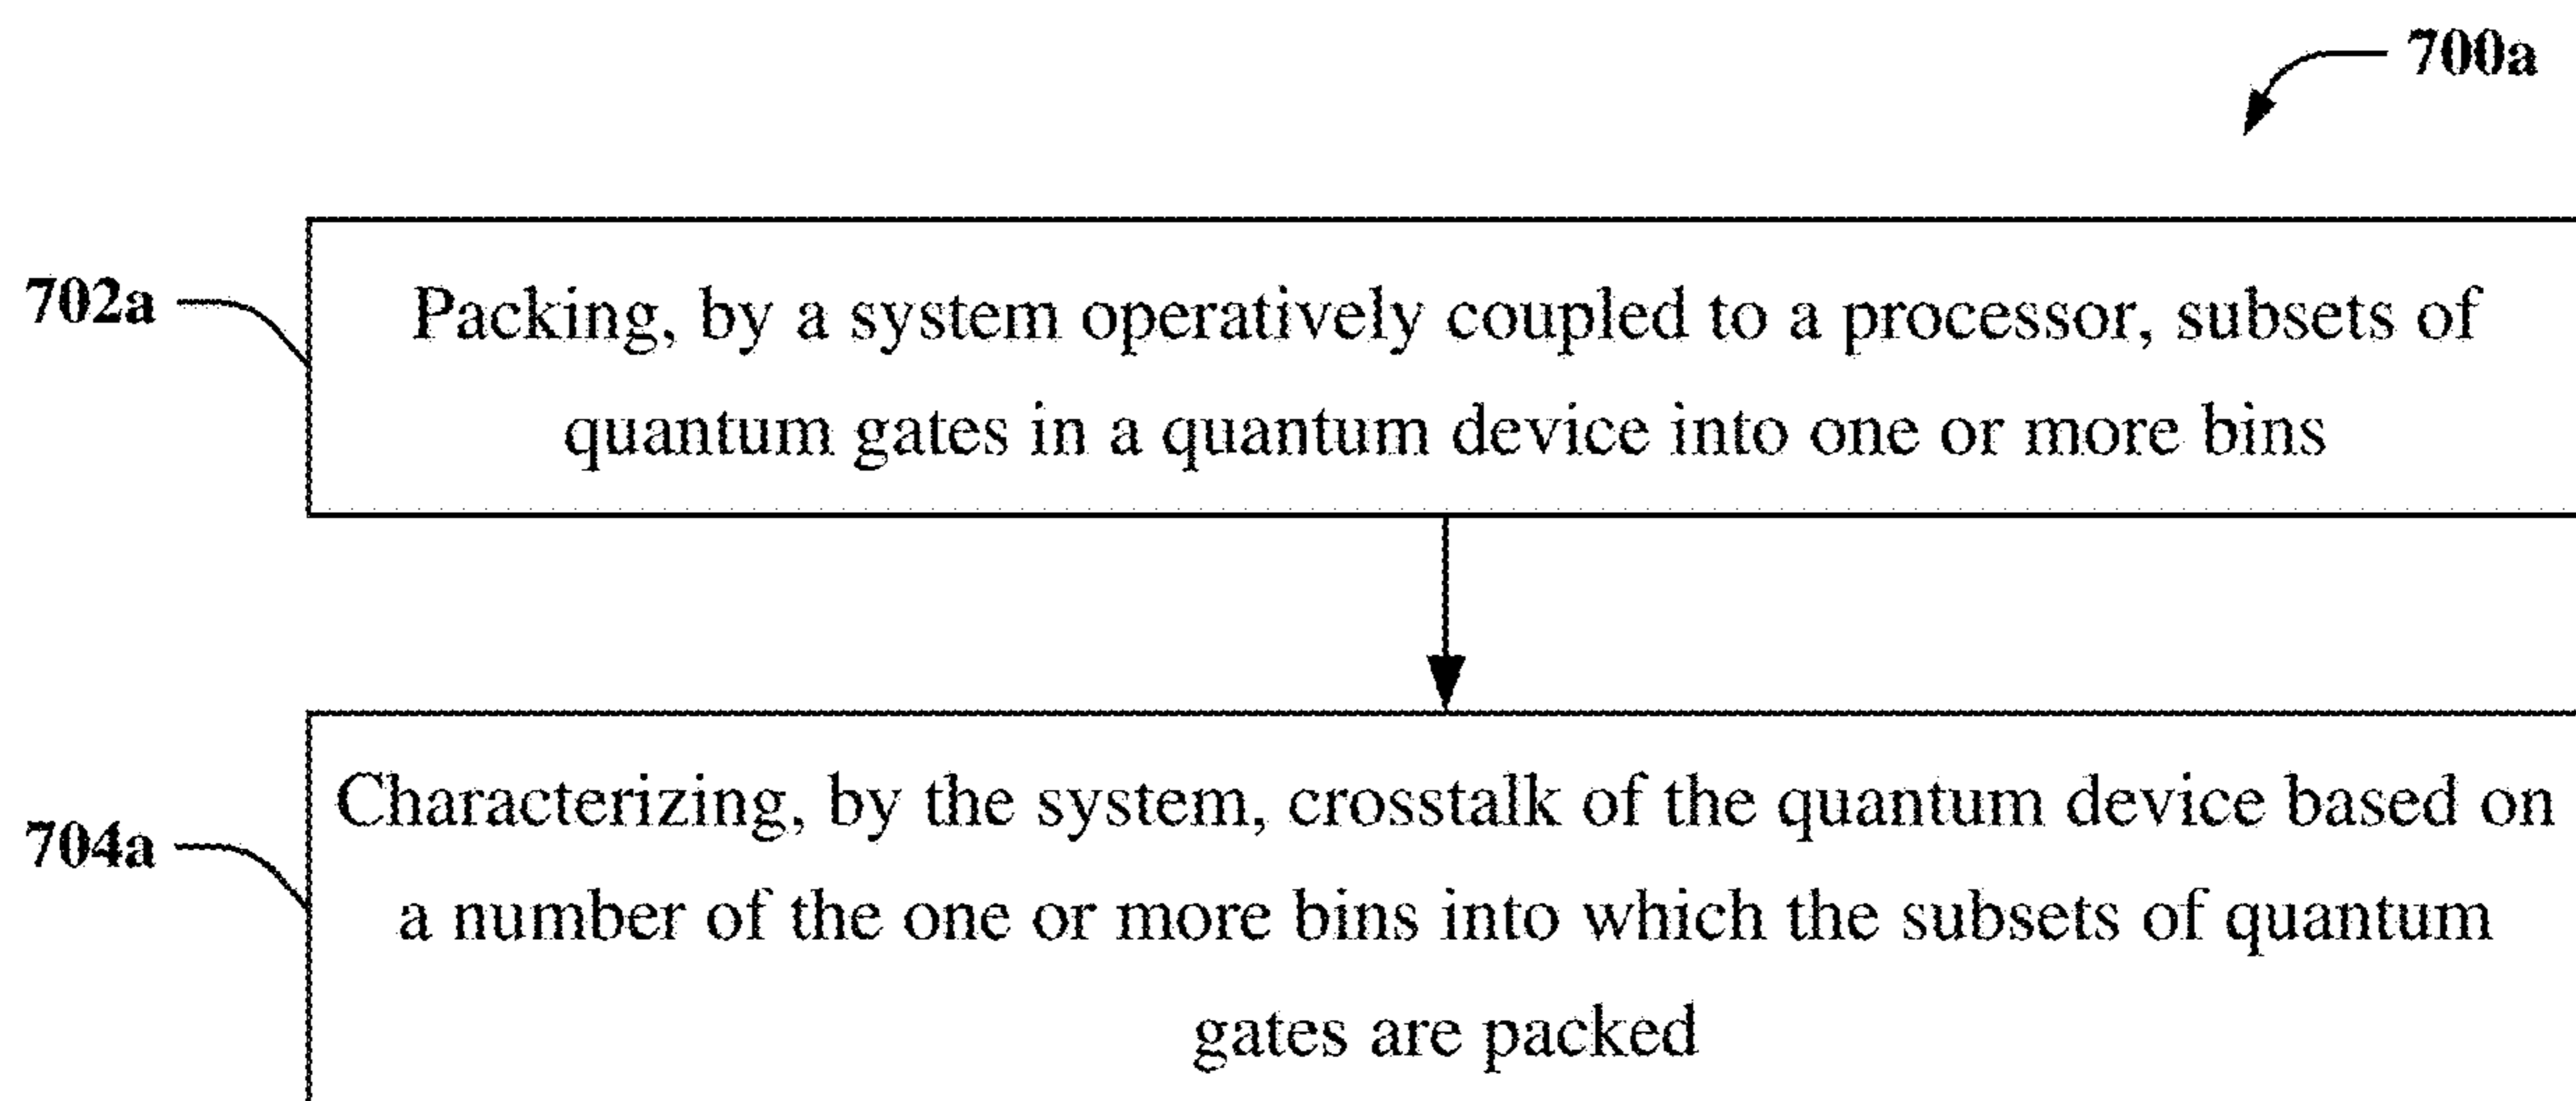 700a
702a
Packing, by a system operatively coupled to a processor, subsets of
quantum gates in a quantum device into one or more bins
704a
Characterizing, by the system, crosstalk of the quantum device based on
a number of the one or more bins into which the subsets of quantum
gates are packed